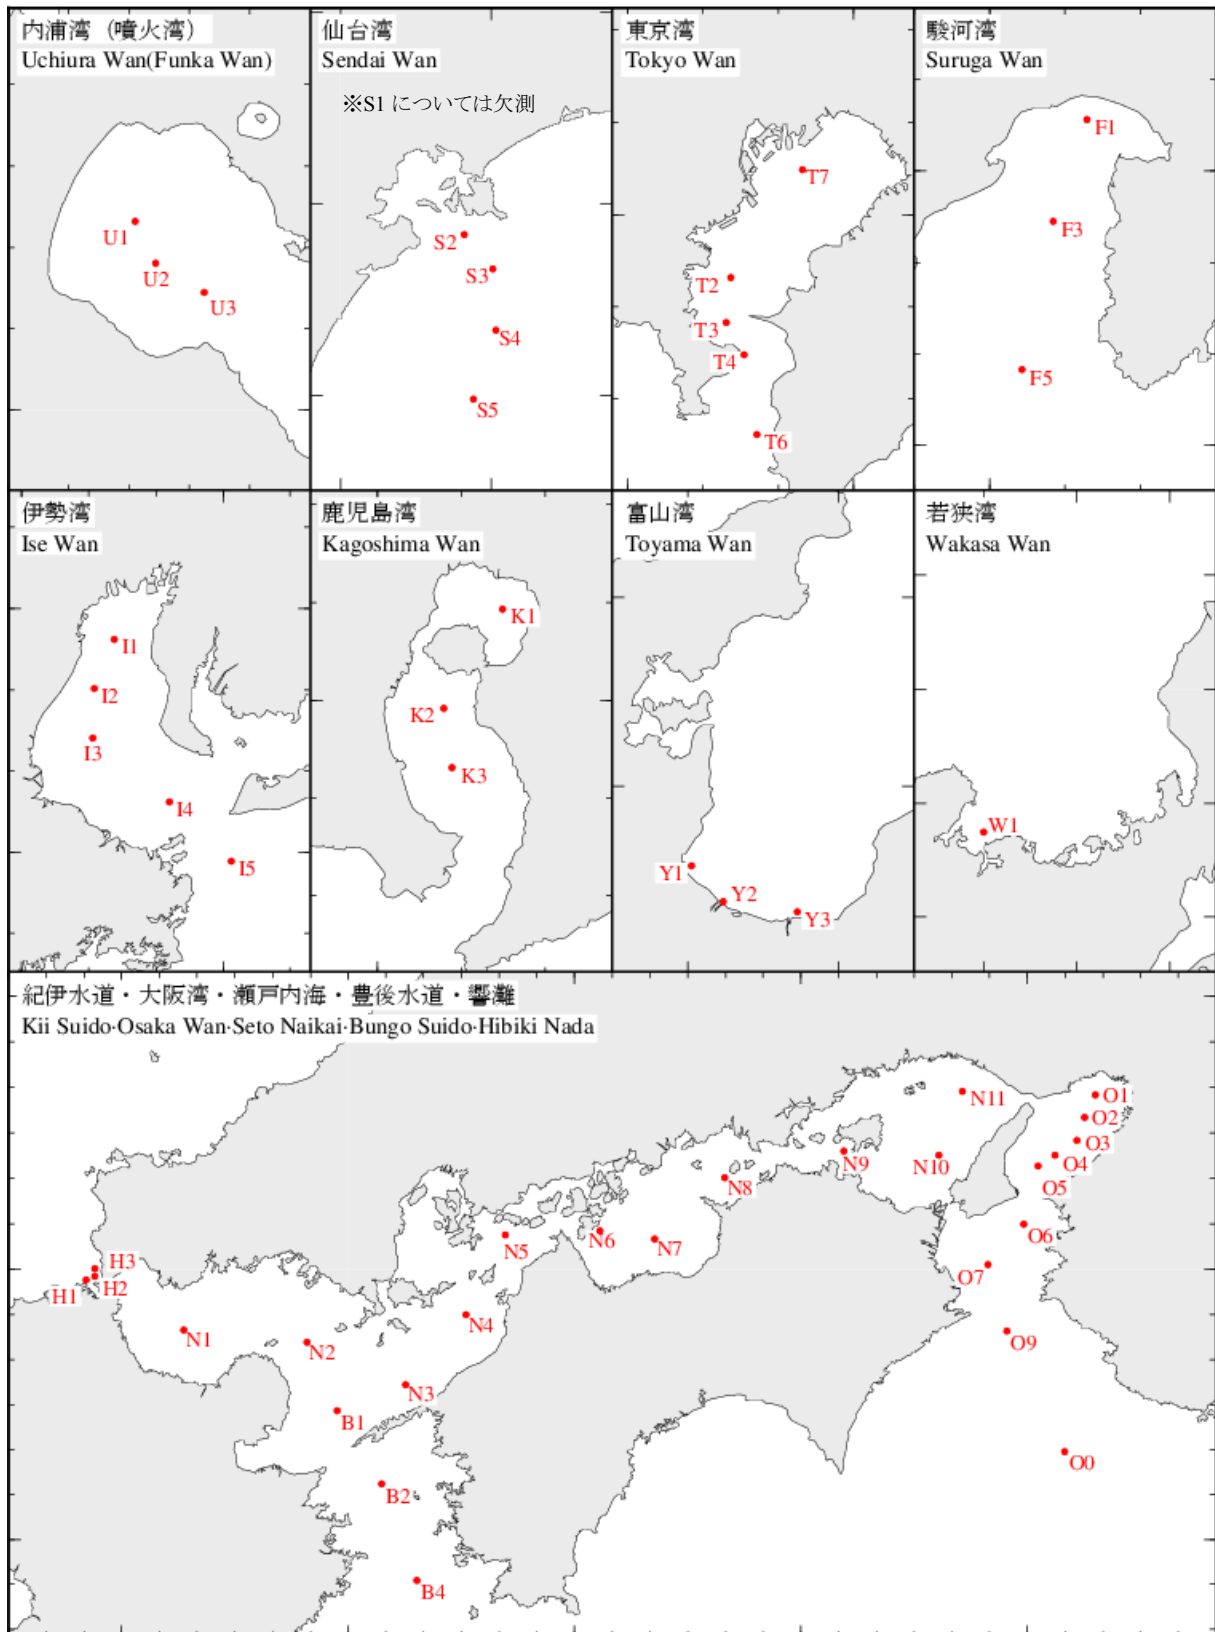 内浦湾（噴火湾）
Uchiura Wan(Funka Wan)
U1
U2
U3
仙台湾
Sendai Wan
※S1 については欠測
S2
S3
S4
S5
東京湾
Tokyo Wan
T7
T2
T3
T4
T6
駿河湾
Suruga Wan
F1
F3
F5
伊勢湾
Ise Wan
I1
I2
I3
I4
I5
鹿児島湾
Kagoshima Wan
K1
K2
K3
富山湾
Toyama Wan
Y1
Y2
Y3
若狭湾
Wakasa Wan
W1
紀伊水道・大阪湾・瀬戸内海・豊後水道・響灘
Kii Suido·Osaka Wan·Seto Naikai·Bungo Suido·Hibiki Nada
N11
O1
O2
O3
N9
N10
O4
O5
N8
O6
N5
N6
N7
H3
O7
H2
H1
N4
N1
N2
O9
N3
B1
O0
B2
B4